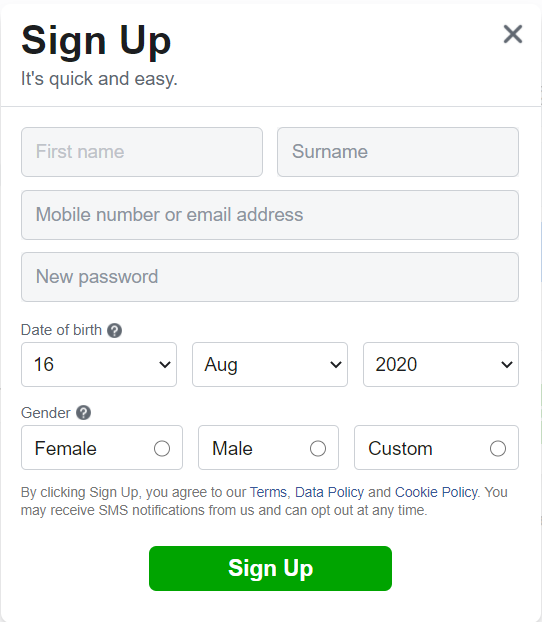 Sign Up
It's quick and easy.
First name Surname
Mobile number or email address
New password
Date of birth ?
16 Aug 2020
Gender ?
Female Male Custom
By clicking Sign Up, you agree to our Terms, Data Policy and Cookie Policy. You
may receive SMS notifications from us and can opt out at any time.
Sign Up